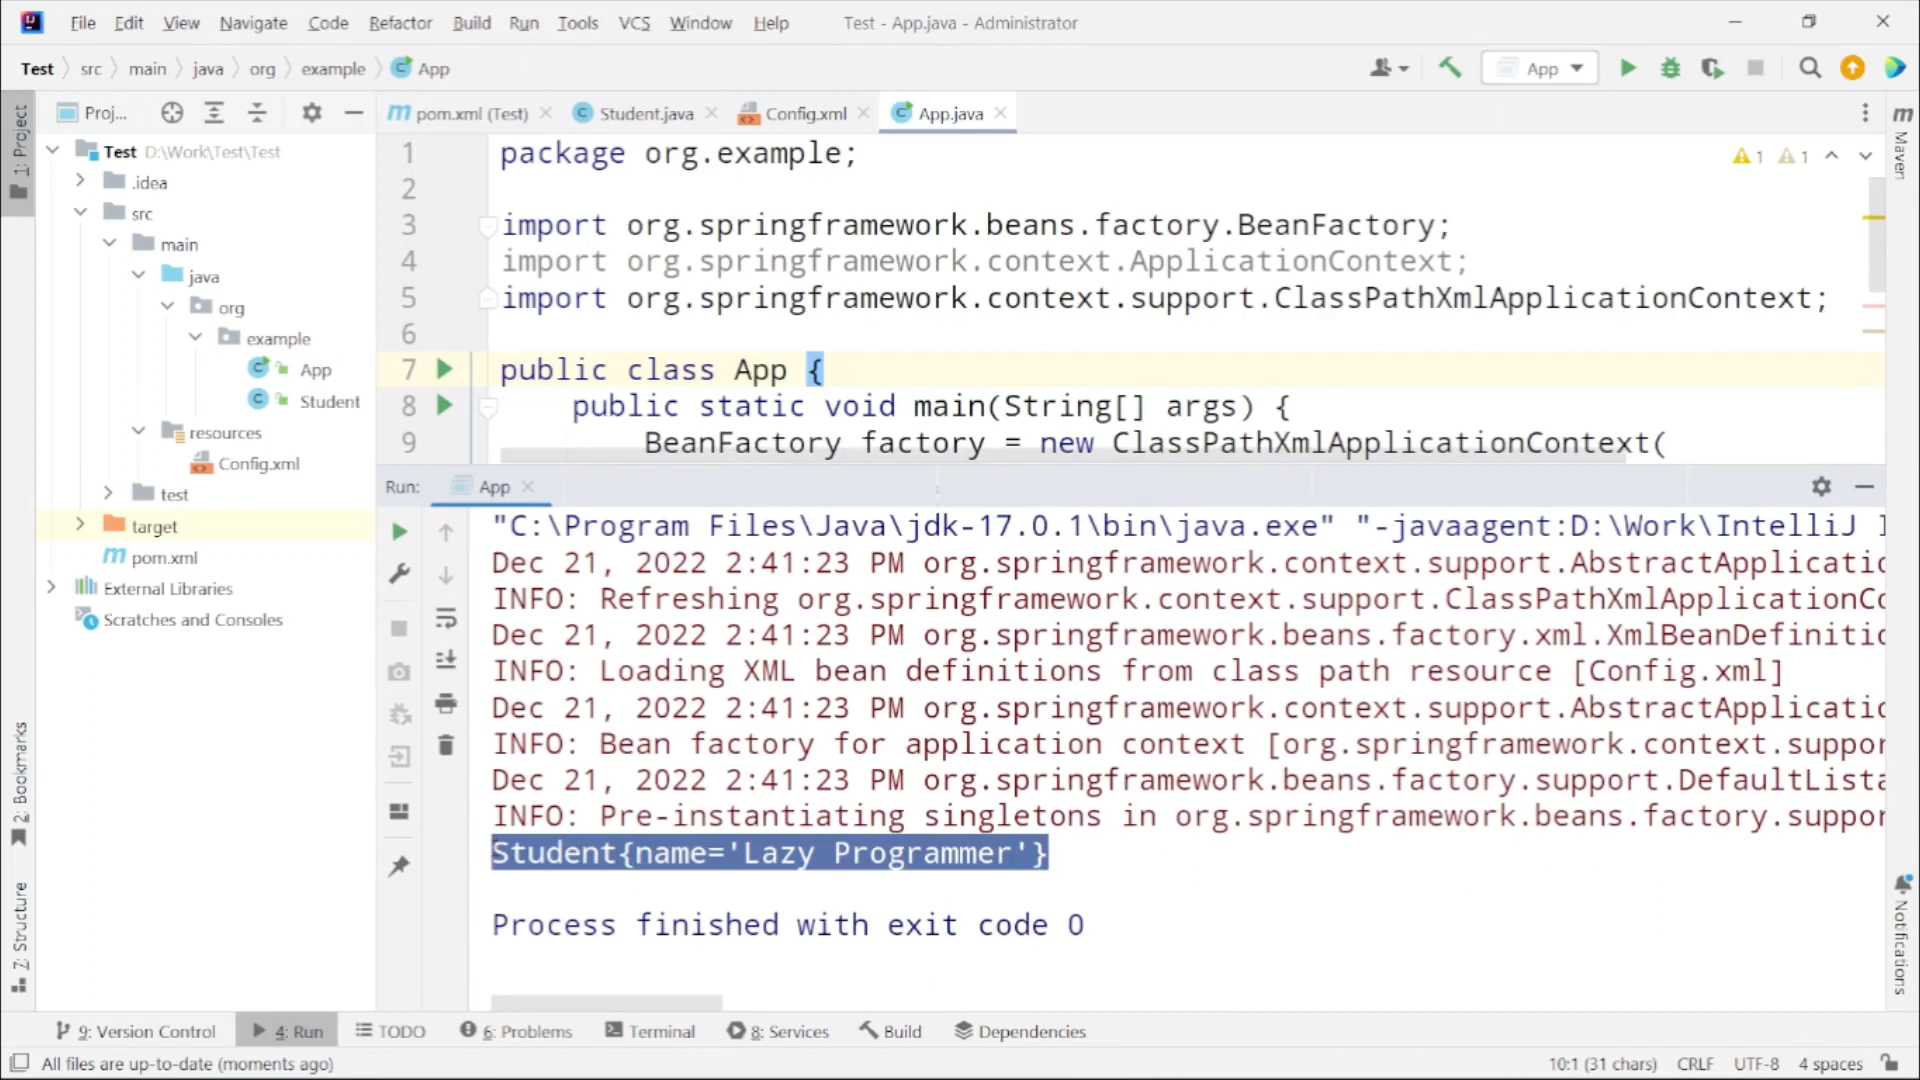 File Edit View Navigate Code Refactor Build Run Tools VCS Window Help Test - App.java - Administrator
Test src main java org example App App
Proj... pom.xml (Test) Student.java Config.xml App.java
1: Project
Maven
Test D:\Work\Test\Test
.idea
src
main
java
org
example
App
Student
resources
Config.xml
test
target
pom.xml
External Libraries
Scratches and Consoles
1 package org.example;
1 1
2
3 import org.springframework.beans.factory.BeanFactory;
4 import org.springframework.context.ApplicationContext;
5 import org.springframework.context.support.ClassPathXmlApplicationContext;
6
7 public class App {
8 public static void main(String[] args) {
9 BeanFactory factory = new ClassPathXmlApplicationContext(
Run: App
"C:\Program Files\Java\jdk-17.0.1\bin\java.exe" "-javaagent:D:\Work\IntelliJ
Dec 21, 2022 2:41:23 PM org.springframework.context.support.AbstractApplicatio
INFO: Refreshing org.springframework.context.support.ClassPathXmlApplicationCo
Dec 21, 2022 2:41:23 PM org.springframework.beans.factory.xml.XmlBeanDefinitio
INFO: Loading XML bean definitions from class path resource [Config.xml]
Dec 21, 2022 2:41:23 PM org.springframework.context.support.AbstractApplicatio
INFO: Bean factory for application context [org.springframework.context.suppor
Dec 21, 2022 2:41:23 PM org.springframework.beans.factory.support.DefaultLista
INFO: Pre-instantiating singletons in org.springframework.beans.factory.suppor
Student{name='Lazy Programmer'}
Process finished with exit code 0
2: Bookmarks
Z: Structure
Notifications
9: Version Control 4: Run TODO 6: Problems Terminal 8: Services Build Dependencies
All files are up-to-date (moments ago) 10:1 (31 chars) CRLF UTF-8 4 spaces